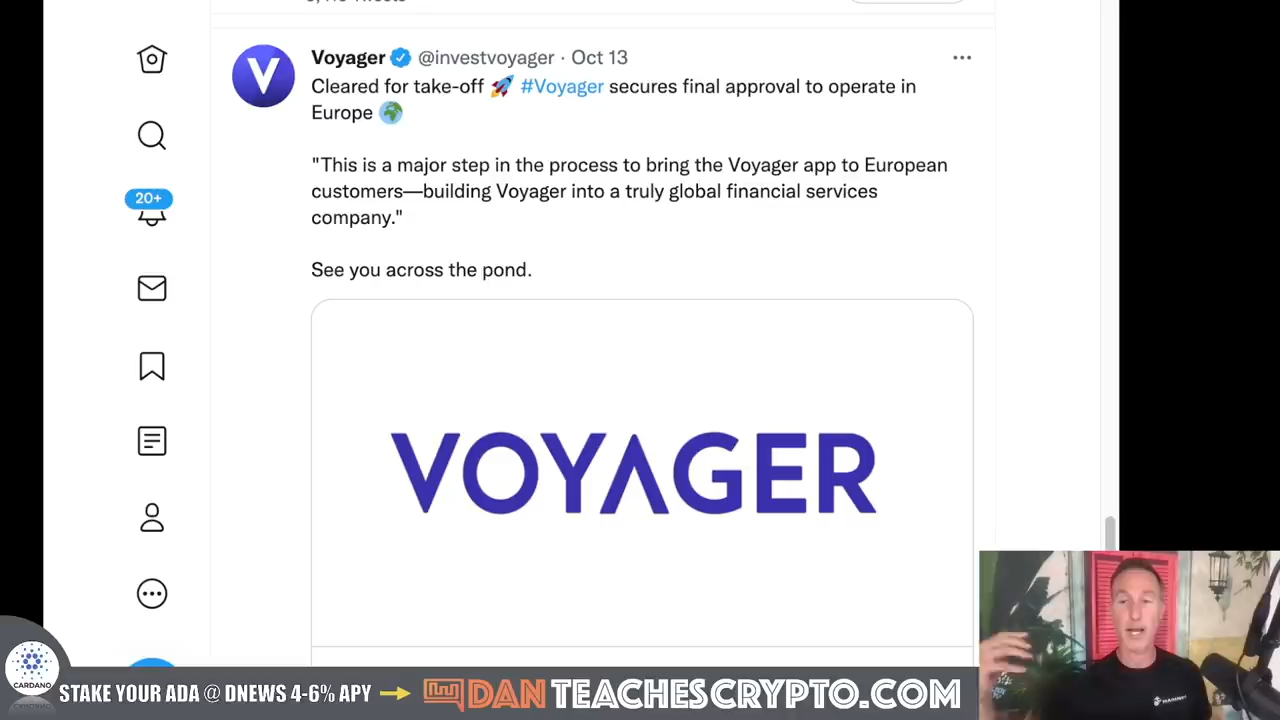 Voyager @investvoyager · Oct 13
Cleared for take-off 🚀 #Voyager secures final approval to operate in
Europe 🌍
"This is a major step in the process to bring the Voyager app to European
customers—building Voyager into a truly global financial services
company."
See you across the pond.
VOYAGER
20+
CARDANO
STAKE YOUR ADA @ DNEWS 4-6% APY
DANTEACHESCRYPTO.COM